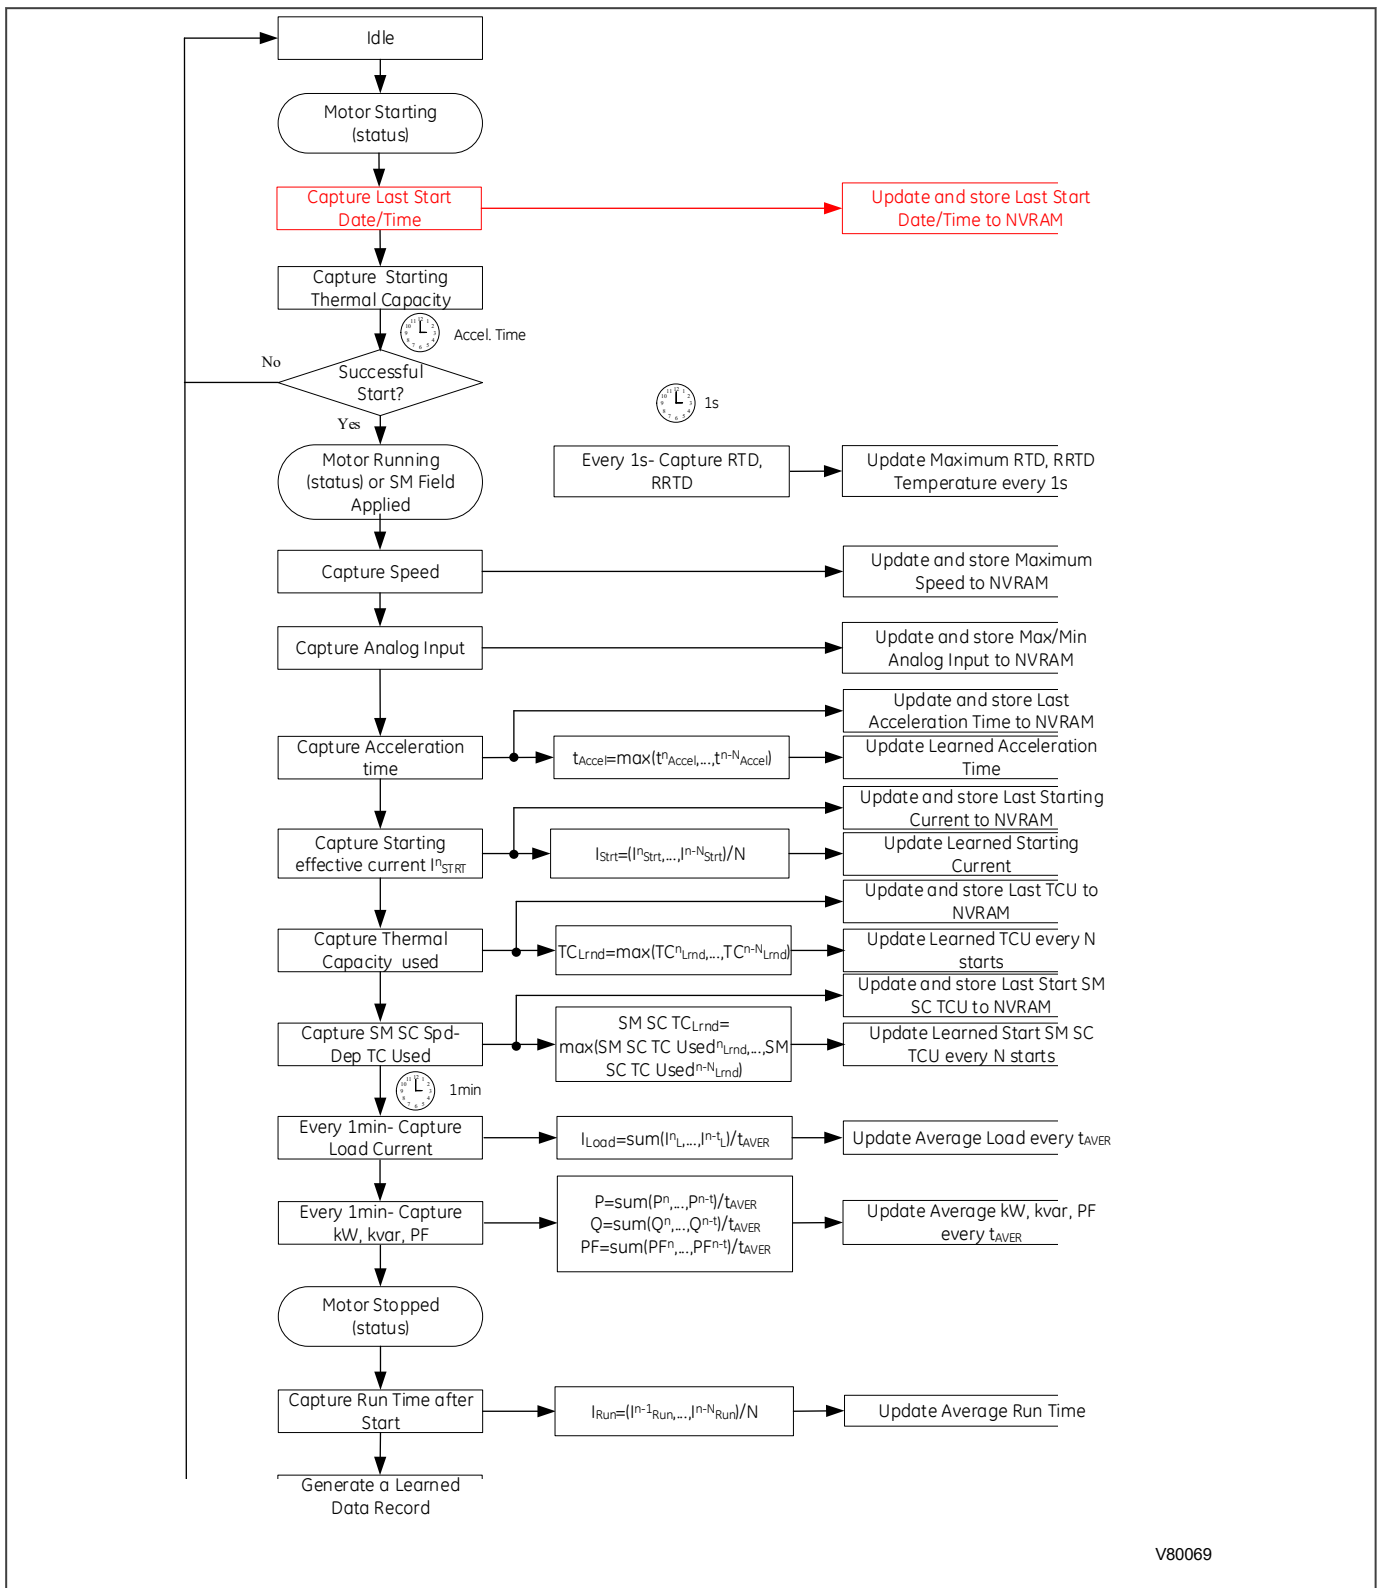 Idle
Motor Starting
(status)
Capture Last Start
Date/Time
Update and store Last Start
Date/Time to NVRAM
Capture Starting
Thermal Capacity
Accel. Time
No
Successful
Start?
Yes
1s
Motor Running
(status) or SM Field
Applied
Every 1s- Capture RTD,
RRTD
Update Maximum RTD, RRTD
Temperature every 1s
Capture Speed
Update and store Maximum
Speed to NVRAM
Capture Analog Input
Update and store Max/Min
Analog Input to NVRAM
Update and store Last
Acceleration Time to NVRAM
Capture Acceleration
time
tAccel=max(tⁿAccel,...,tⁿ⁻ᴺAccel)
Update Learned Acceleration
Time
Update and store Last Starting
Current to NVRAM
Capture Starting
effective current IⁿSTRT
IStrt=(IⁿStrt,...,Iⁿ⁻ᴺStrt)/N
Update Learned Starting
Current
Update and store Last TCU to
NVRAM
Capture Thermal
Capacity used
TCLrnd=max(TCⁿLrnd,...,TCⁿ⁻ᴺLrnd)
Update Learned TCU every N
starts
Update and store Last Start SM
SC TCU to NVRAM
Capture SM SC Spd-
Dep TC Used
SM SC TCLrnd=
max(SM SC TC UsedⁿLrnd,...,SM
SC TC Usedⁿ⁻ᴺLrnd)
Update Learned Start SM SC
TCU every N starts
1min
Every 1min- Capture
Load Current
ILoad=sum(IⁿL,...,Iⁿ⁻ᵗL)/tAVER
Update Average Load every tAVER
Every 1min- Capture
kW, kvar, PF
P=sum(Pⁿ,...,Pⁿ⁻ᵗ)/tAVER
Q=sum(Qⁿ,...,Qⁿ⁻ᵗ)/tAVER
PF=sum(PFⁿ,...,PFⁿ⁻ᵗ)/tAVER
Update Average kW, kvar, PF
every tAVER
Motor Stopped
(status)
Capture Run Time after
Start
IRun=(Iⁿ⁻¹Run,...,Iⁿ⁻ᴺRun)/N
Update Average Run Time
Generate a Learned
Data Record
V80069